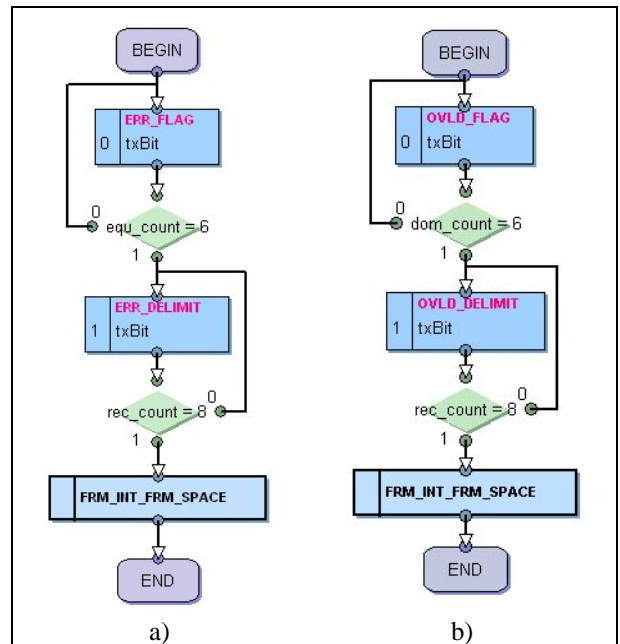 BEGIN
ERR_FLAG
0 txBit
0
equ_count = 6
1
ERR_DELIMIT
1 txBit
0
rec_count = 8
1
FRM_INT_FRM_SPACE
END
a)
BEGIN
OVLD_FLAG
0 txBit
0
dom_count = 6
1
OVLD_DELIMIT
1 txBit
0
rec_count = 8
1
FRM_INT_FRM_SPACE
END
b)